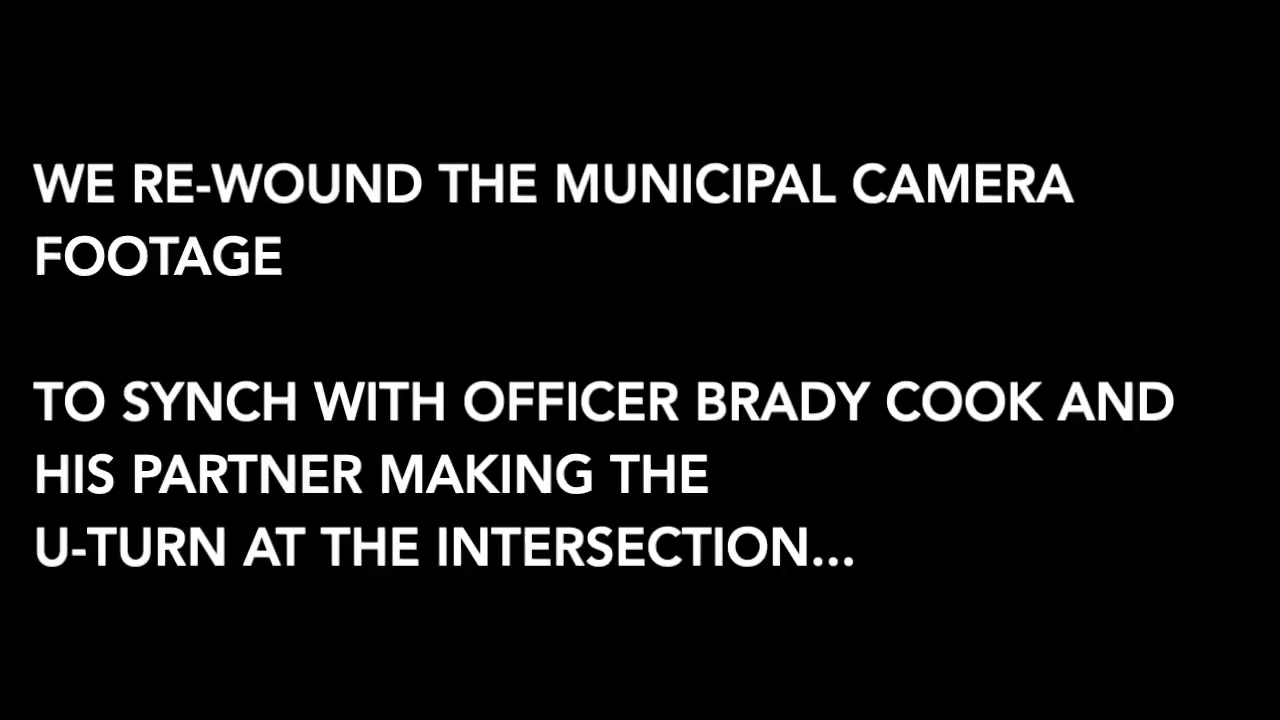 WE RE-WOUND THE MUNICIPAL CAMERA
FOOTAGE
TO SYNCH WITH OFFICER BRADY COOK AND
HIS PARTNER MAKING THE
U-TURN AT THE INTERSECTION...